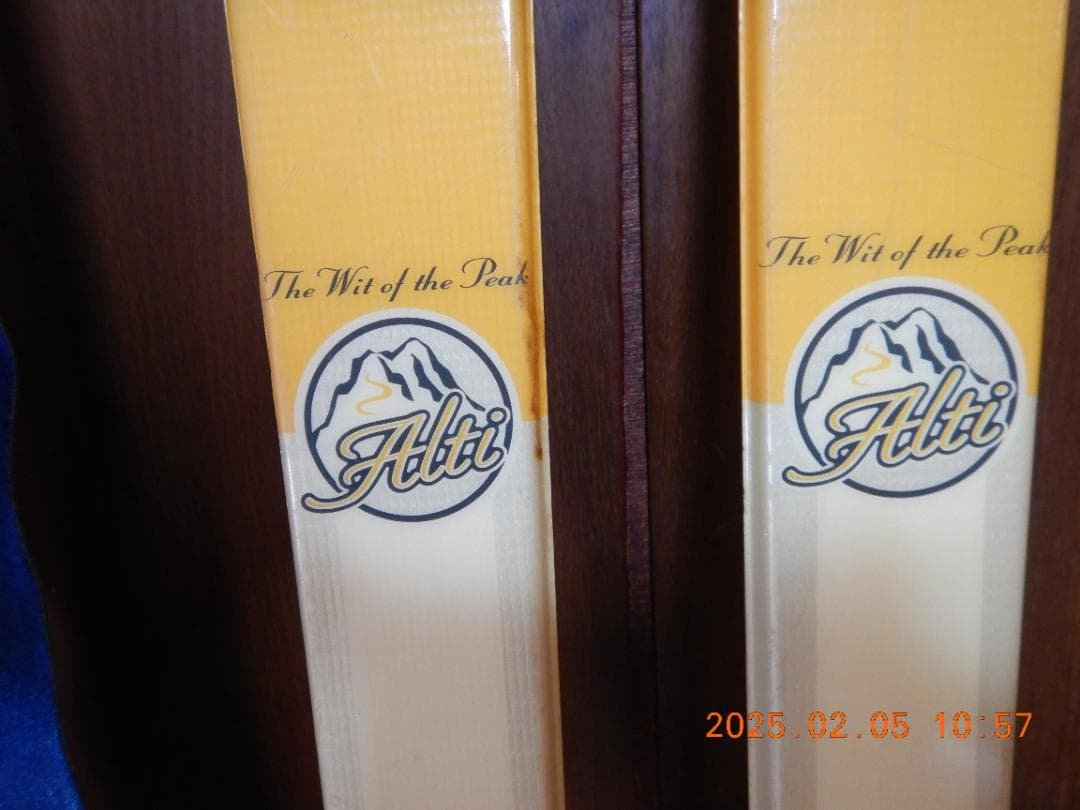 The Wit of the Peak
Alti
The Wit of the Peak
Alti
2025.02.05 10:57